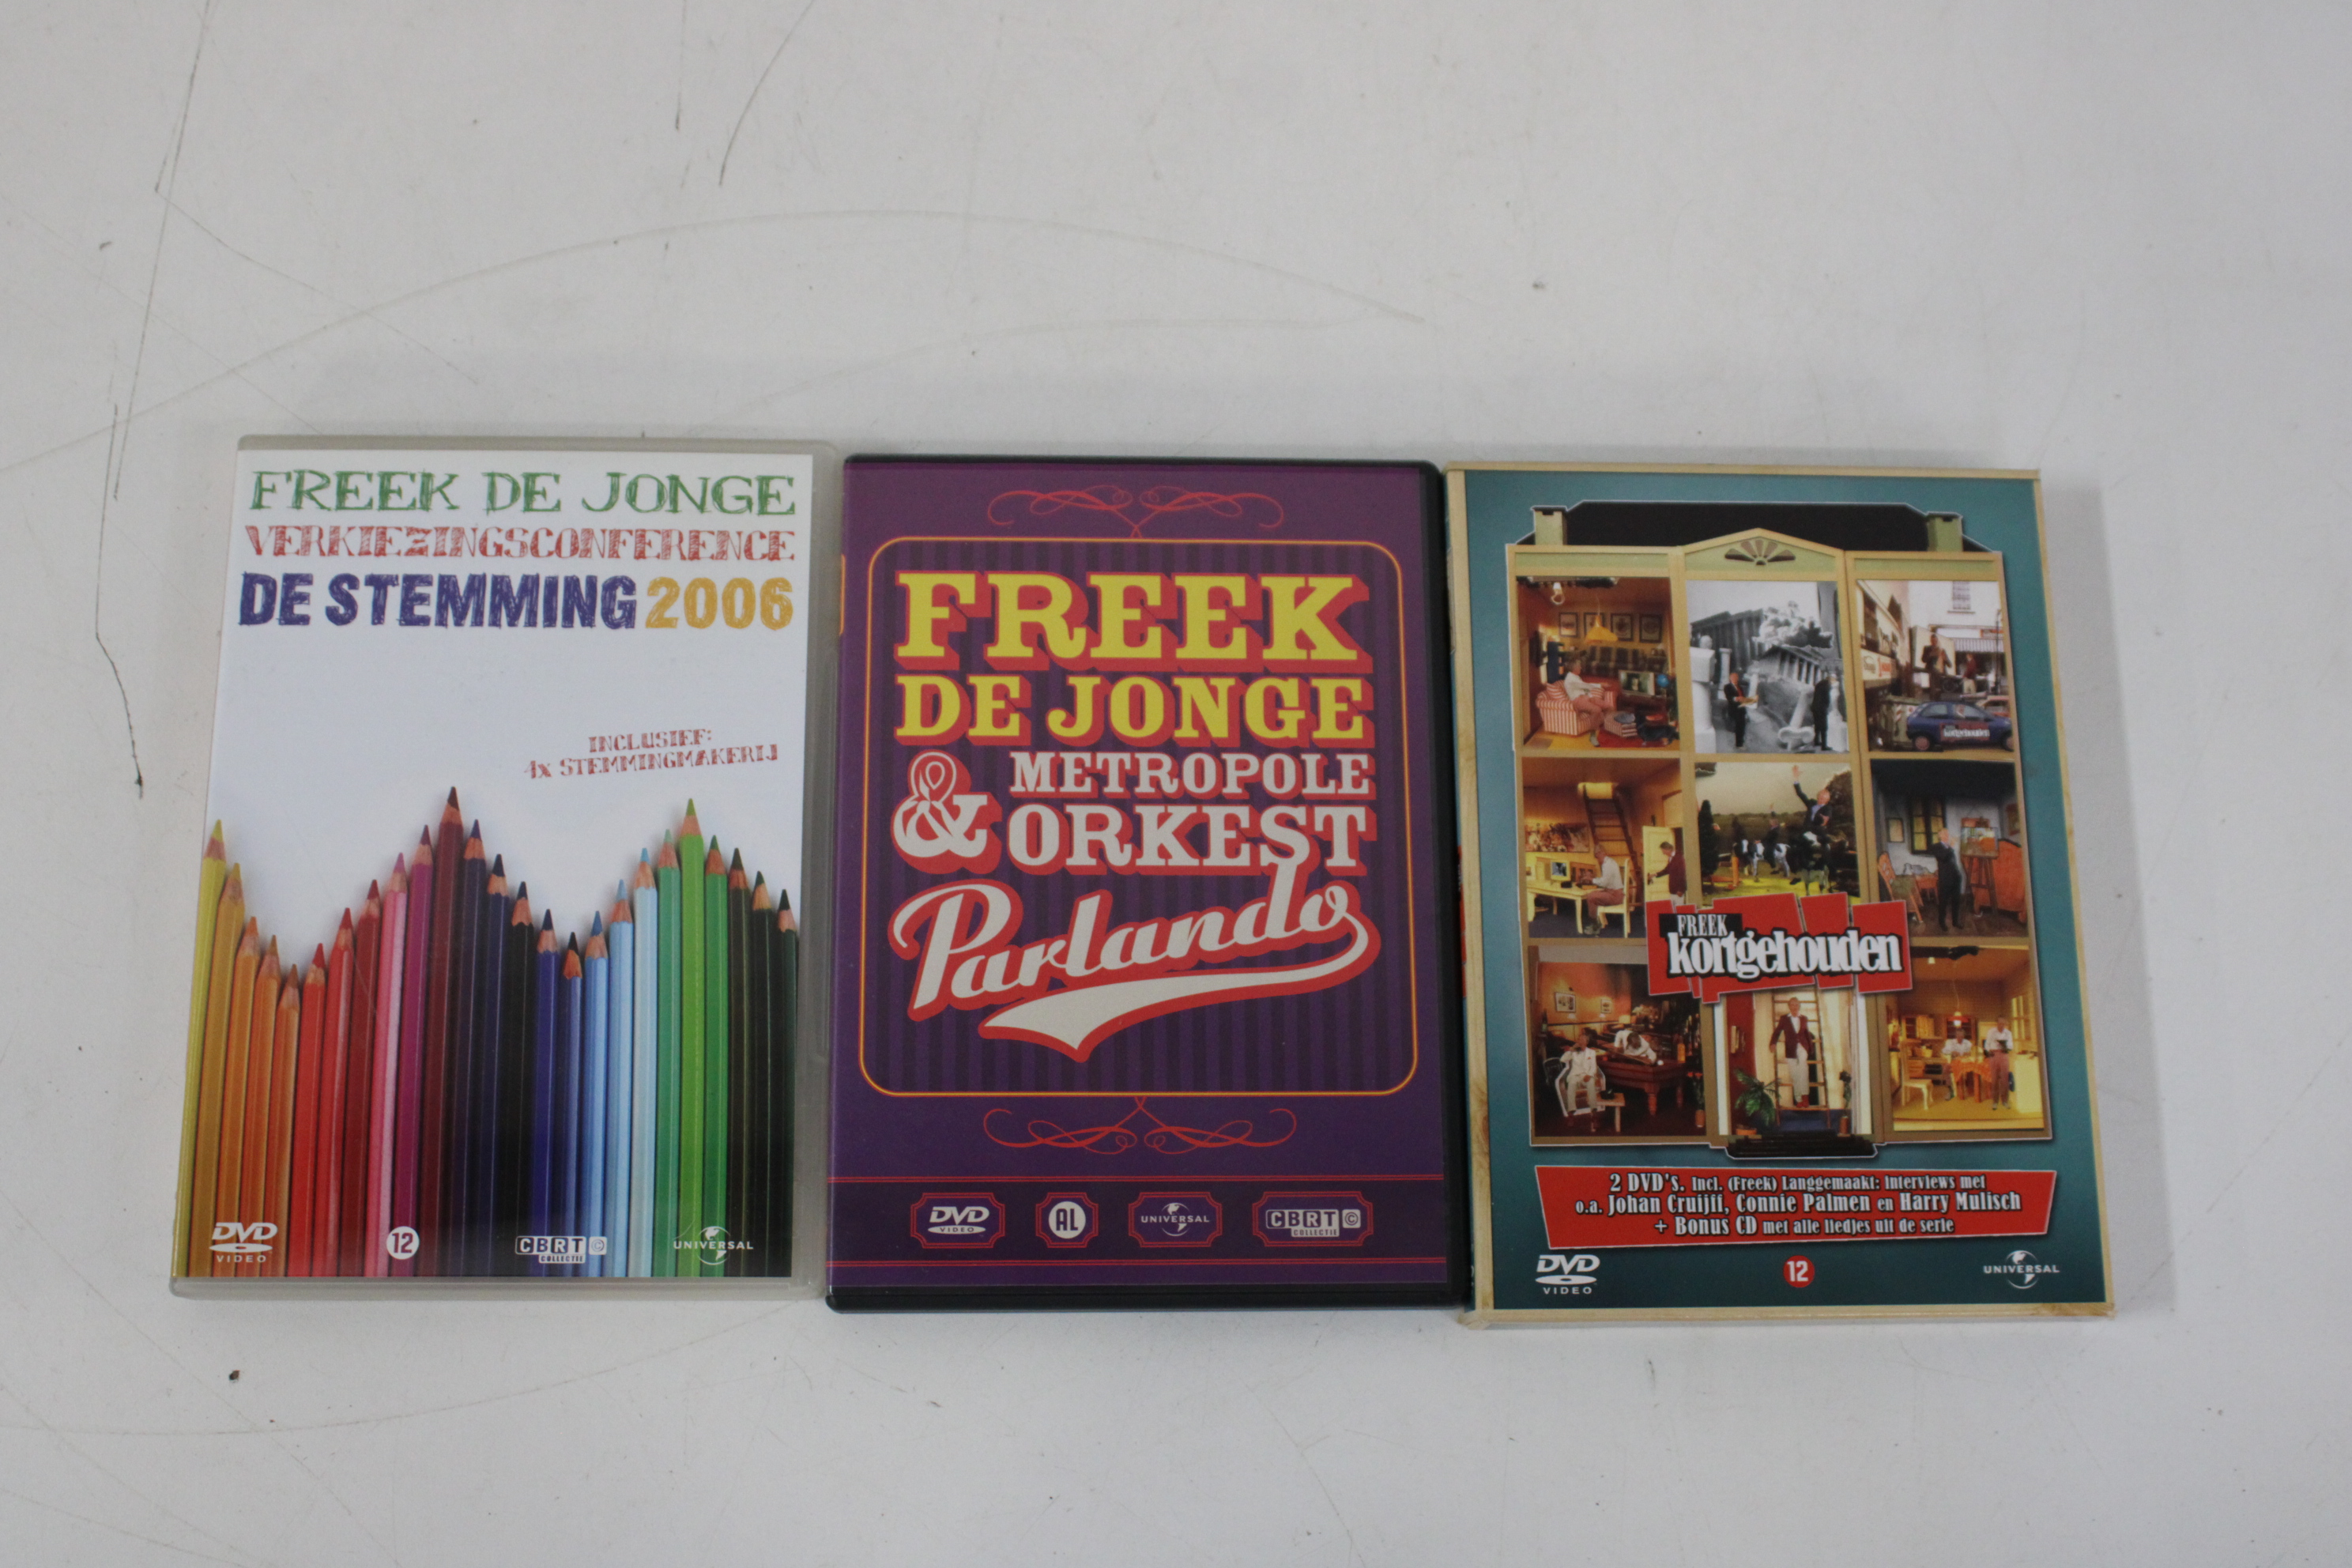 FREEK DE JONGE
VERKIEZINGSCONFERENCE
DE STEMMING 2006
INCLUSIEF:
4x STEMMINGMAKERIJ
DVD
VIDEO
12
CBRT©
COLLECTIE
UNIVERSAL
FREEK
DE JONGE
& METROPOLE
ORKEST
Parlando
DVD
VIDEO
AL
UNIVERSAL
CBRT©
COLLECTIE
FREEK
kortgehouden
2 DVD's. Incl. (Freek) Langgemaakt: Interviews met
o.a. Johan Cruijff, Connie Palmen en Harry Mulisch
+ Bonus CD met alle liedjes uit de serie
DVD
VIDEO
12
UNIVERSAL